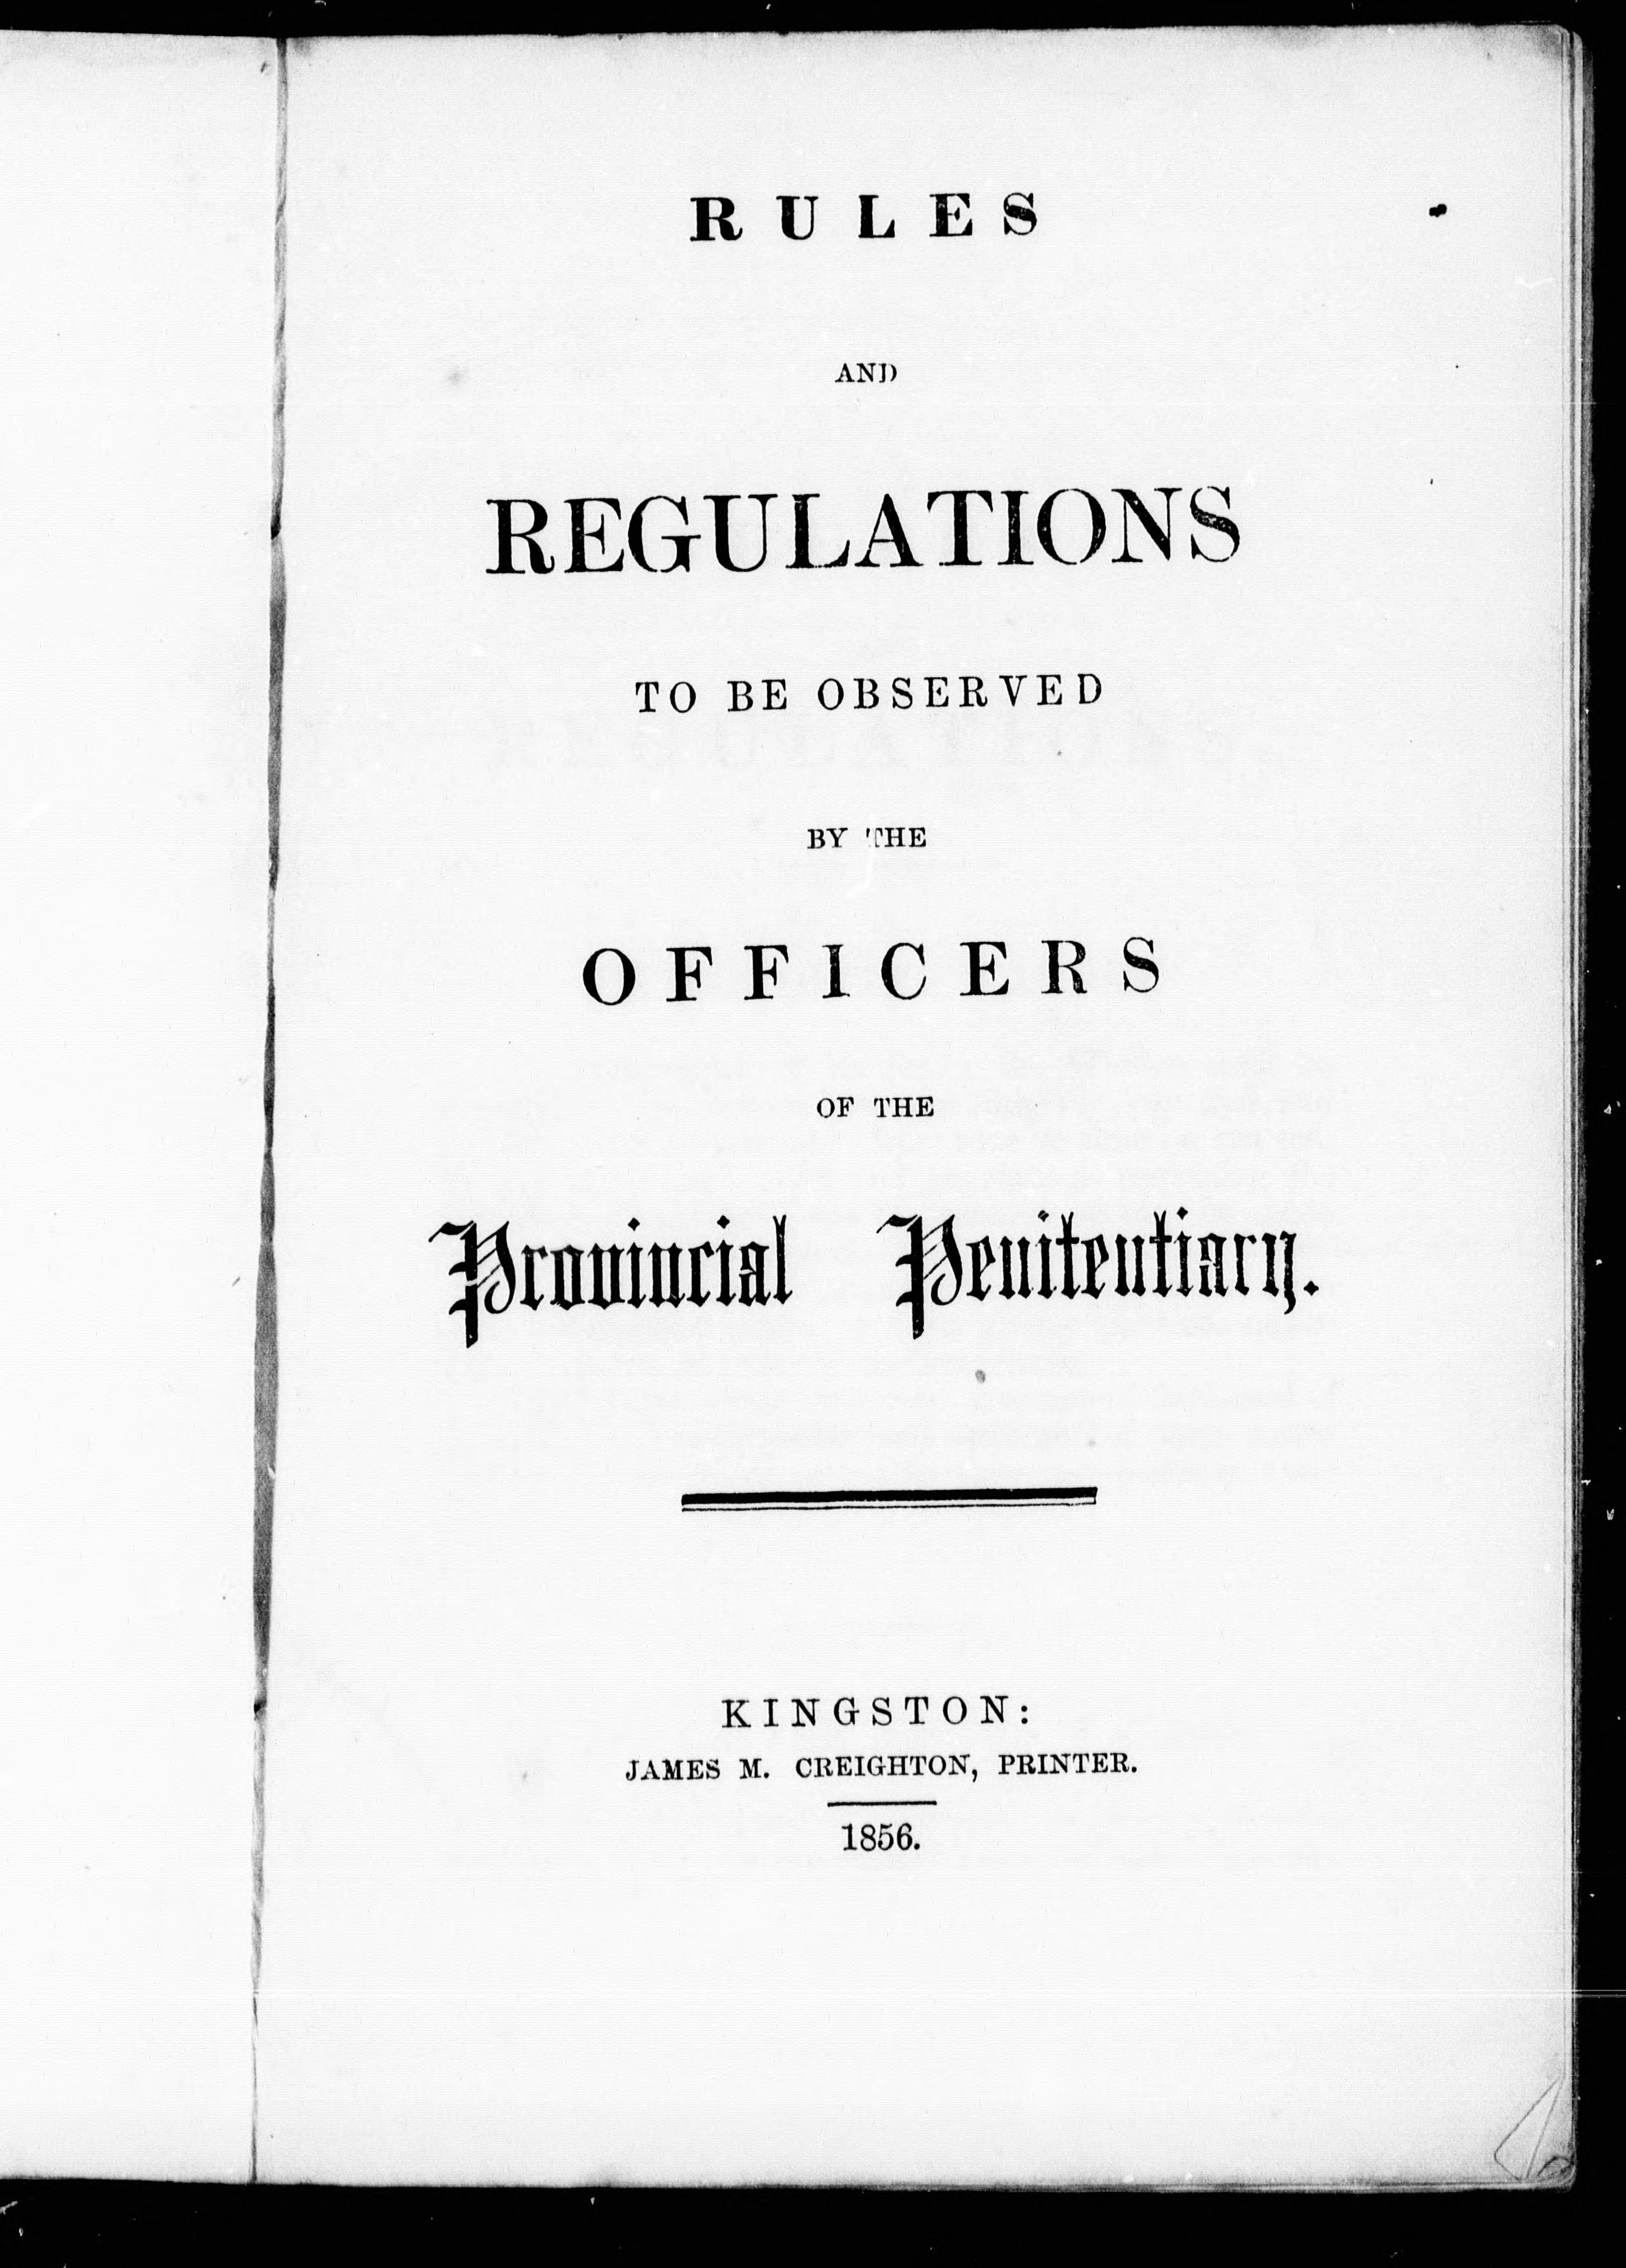 RULES
AND
REGULATIONS
TO BE OBSERVED
BY THE
OFFICERS
OF THE
Provincial Penitentiary.
KINGSTON:
JAMES M. CREIGHTON, PRINTER.
1856.